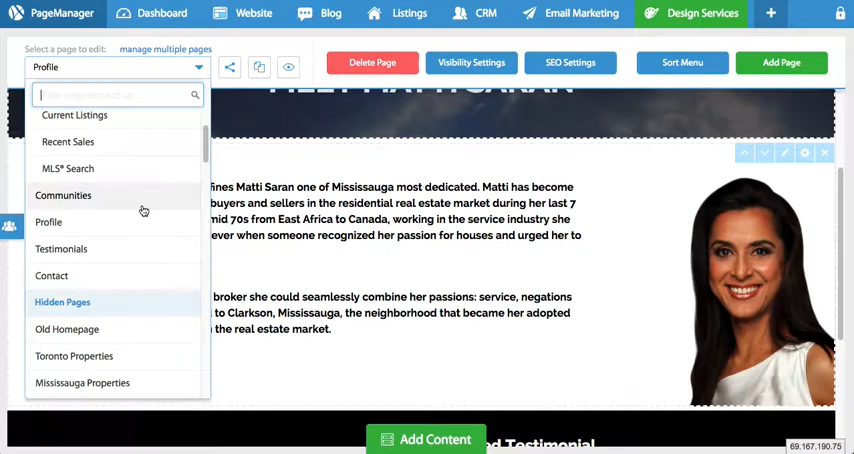 PageManager
Dashboard
Website
Blog
Listings
CRM
Email Marketing
Design Services
+
Select a page to edit:
manage multiple pages
Profile
Delete Page
Visibility Settings
SEO Settings
Sort Menu
Add Page
Current Listings
Recent Sales
MLS® Search
Communities
Profile
Testimonials
Contact
Hidden Pages
Old Homepage
Toronto Properties
Mississauga Properties
MEET MATTI SARAN
fines Matti Saran one of Mississauga most dedicated. Matti has become
buyers and sellers in the residential real estate market during her last 7
mid 70s from East Africa to Canada, working in the service industry she
ever when someone recognized her passion for houses and urged her to
broker she could seamlessly combine her passions: service, negations
to Clarkson, Mississauga, the neighborhood that became her adopted
the real estate market.
Add Content
ed Testimonial
69.167.190.75